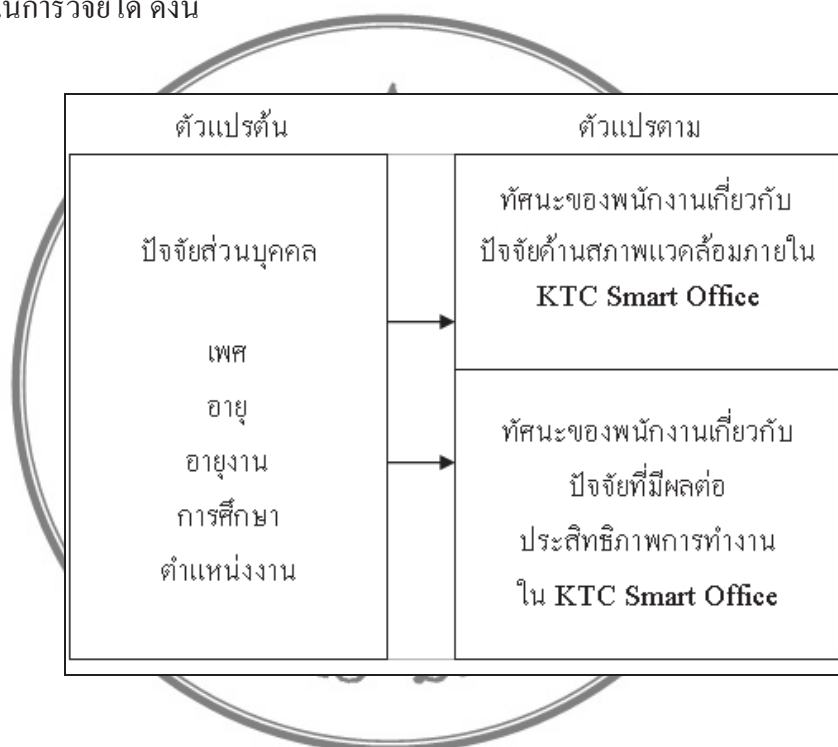 ในการวิจัยได้ ดังนี้
ตัวแปรต้น
ตัวแปรตาม
ปัจจัยส่วนบุคคล
เพศ
อายุ
อายุงาน
การศึกษา
ตำแหน่งงาน
ทัศนะของพนักงานเกี่ยวกับ
ปัจจัยด้านสภาพแวดล้อมภายใน
KTC Smart Office
ทัศนะของพนักงานเกี่ยวกับ
ปัจจัยที่มีผลต่อ
ประสิทธิภาพการทำงาน
ใน KTC Smart Office